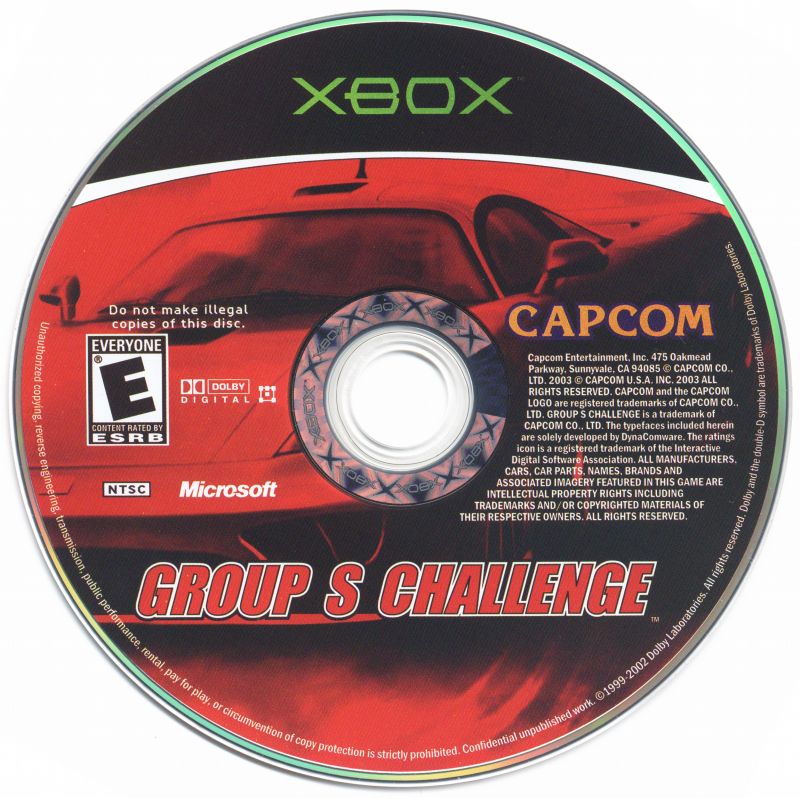 XBOX™
Do not make illegal
copies of this disc.
EVERYONE
E
®
CONTENT RATED BY
ESRB
DOLBY
DIGITAL
NTSC
Microsoft
XBOX
CAPCOM
Capcom Entertainment, Inc. 475 Oakmead
Parkway, Sunnyvale, CA 94085 © CAPCOM CO.,
LTD. 2003 © CAPCOM U.S.A. INC. 2003 ALL
RIGHTS RESERVED. CAPCOM and the CAPCOM
LOGO are registered trademarks of CAPCOM CO.,
LTD. GROUP S CHALLENGE is a trademark of
CAPCOM CO., LTD. The typefaces included herein
are solely developed by DynaComware. The ratings
icon is a registered trademark of the Interactive
Digital Software Association. ALL MANUFACTURERS,
CARS, CAR PARTS, NAMES, BRANDS AND
ASSOCIATED IMAGERY FEATURED IN THIS GAME ARE
INTELLECTUAL PROPERTY RIGHTS INCLUDING
TRADEMARKS AND/OR COPYRIGHTED MATERIALS OF
THEIR RESPECTIVE OWNERS. ALL RIGHTS RESERVED.
GROUP S CHALLENGE™
Unauthorized copying, reverse engineering, transmission, public performance, rental, pay for play, or circumvention of copy protection is strictly prohibited. Confidential unpublished work. ©1999-2002 Dolby Laboratories. All rights reserved. Dolby and the double-D symbol are trademarks of Dolby Laboratories.